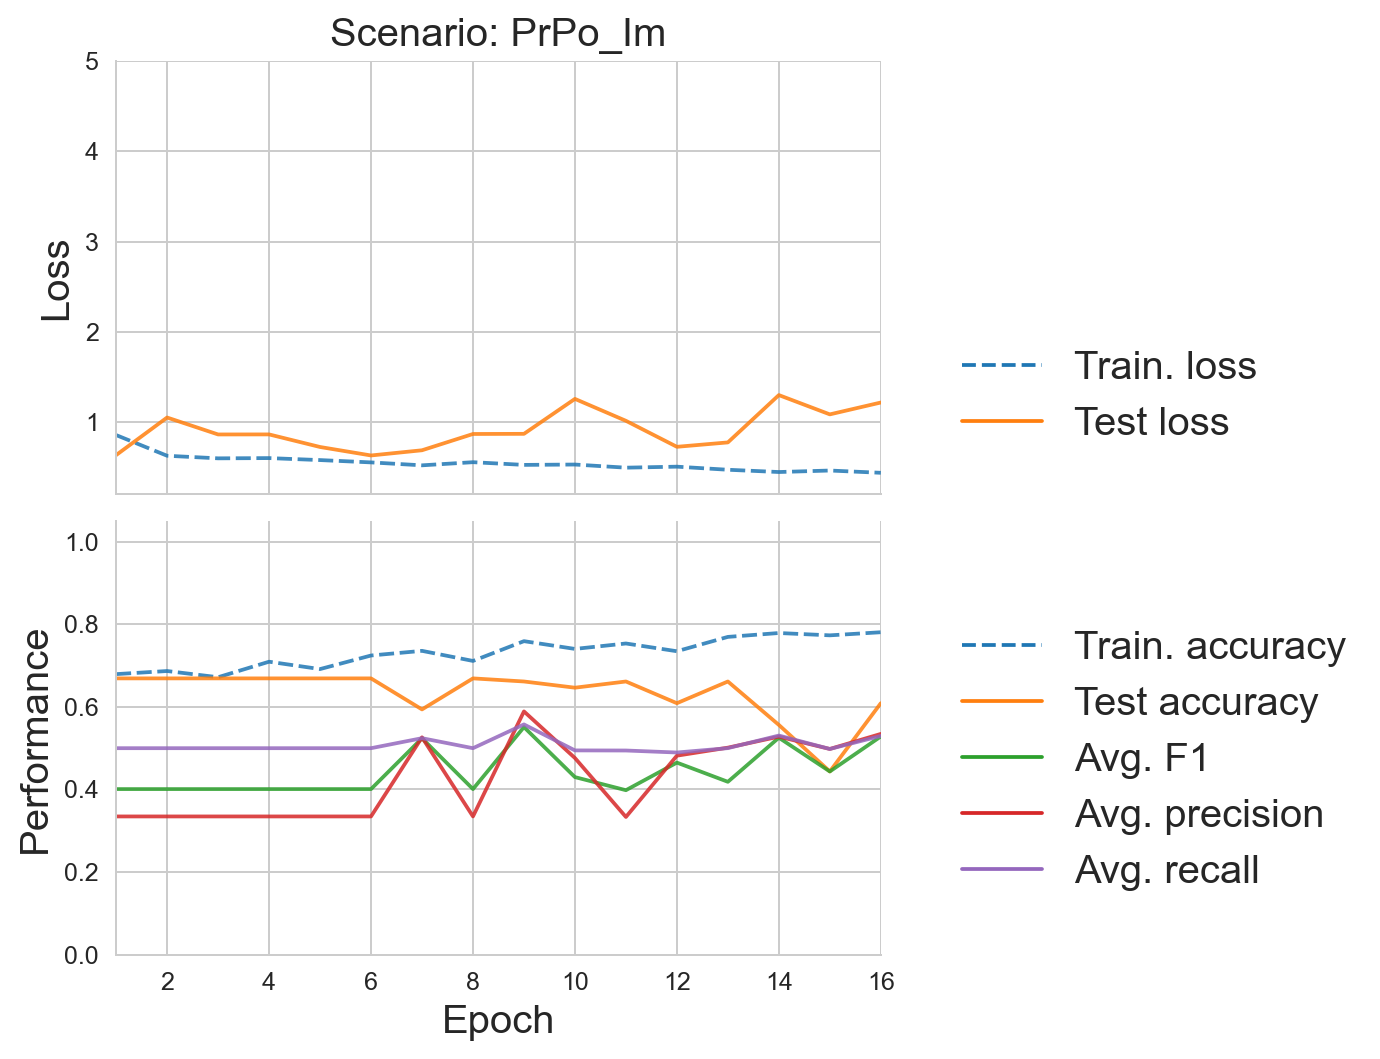 Scenario: PrPo_Im
5
4
3
2
1
Loss
Train. loss
Test loss
1.0
0.8
0.6
0.4
0.2
0.0
Performance
Train. accuracy
Test accuracy
Avg. F1
Avg. precision
Avg. recall
2 4 6 8 10 12 14 16
Epoch